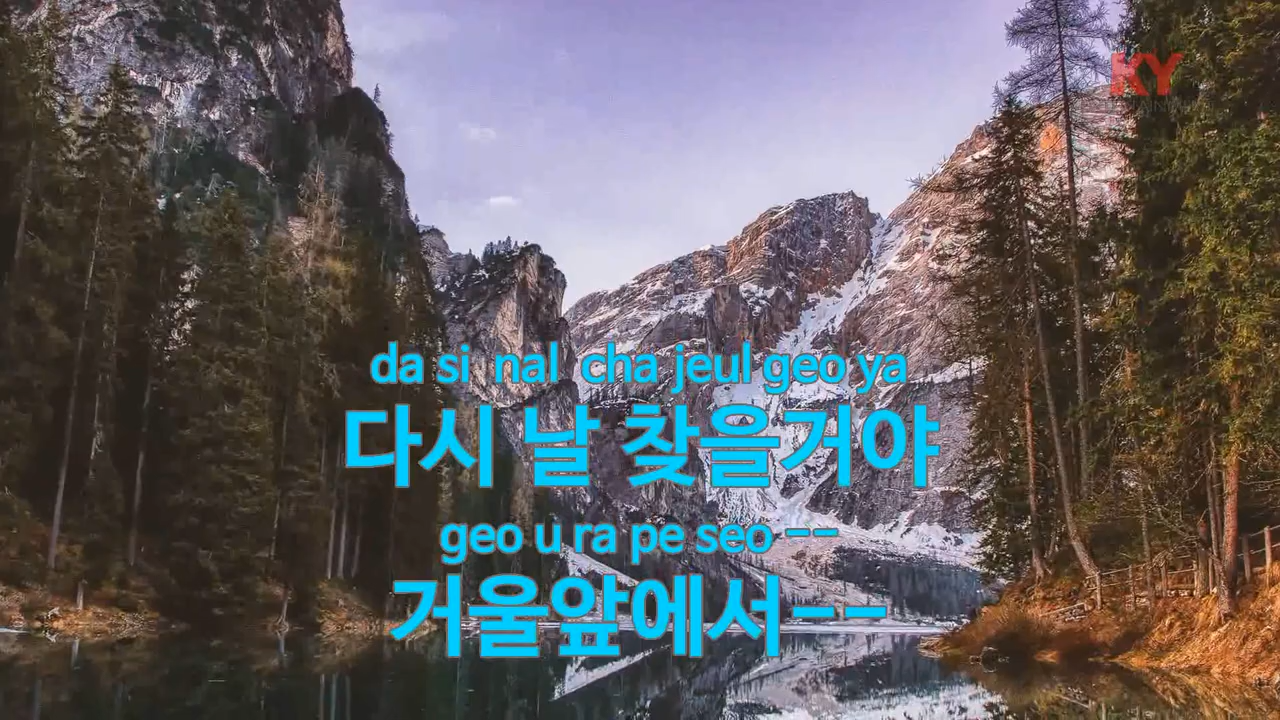 KY
da si nal cha jeul geo ya
다시 날 찾을거야
geo u ra pe seo --
거울앞에서--